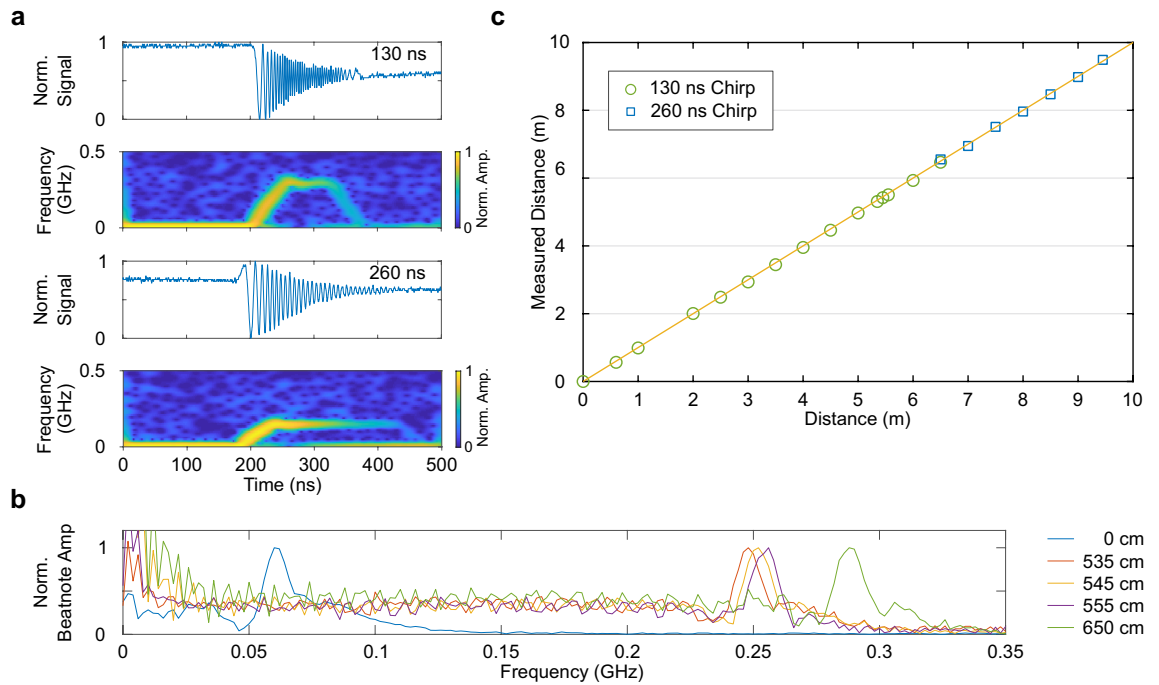 a
130 ns
1
0
Norm.
Signal
0.5
0
Frequency
(GHz)
1
0
Norm. Amp.
260 ns
1
0
Norm.
Signal
0.5
0
Frequency
(GHz)
1
0
Norm. Amp.
0 100 200 300 400 500
Time (ns)
c
10
8
6
4
2
0
Measured Distance (m)
130 ns Chirp
260 ns Chirp
0 1 2 3 4 5 6 7 8 9 10
Distance (m)
b
1
0
Norm.
Beatnote Amp
0 0.05 0.1 0.15 0.2 0.25 0.3 0.35
Frequency (GHz)
0 cm
535 cm
545 cm
555 cm
650 cm